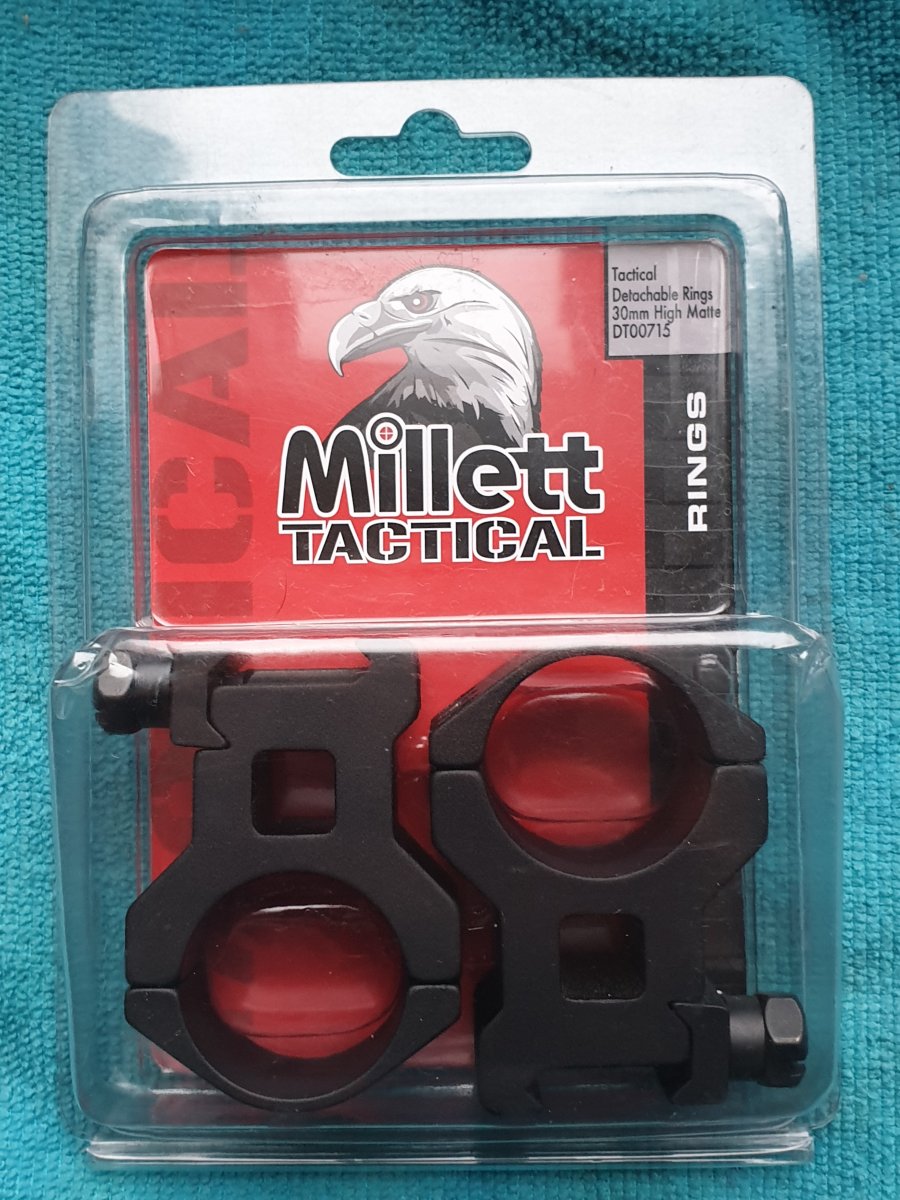 Tactical
Detachable Rings
30mm High Matte
DT00715
Millett
TACTICAL
RINGS